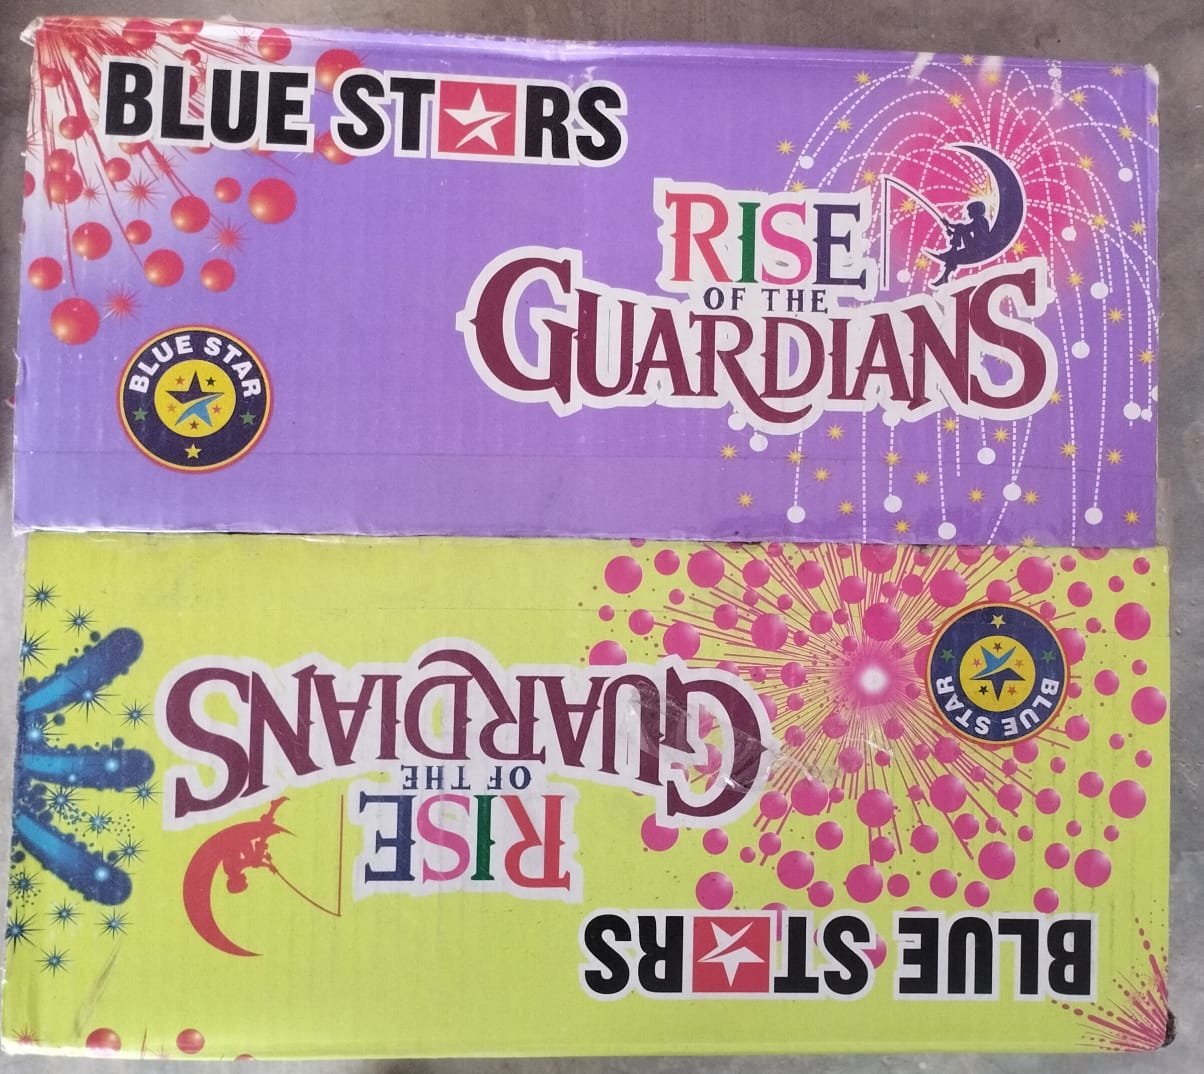 BLUE STARS
RISE
OF THE
GUARDIANS
BLUE STAR
BLUE STARS
RISE
OF THE
GUARDIANS
BLUE STAR